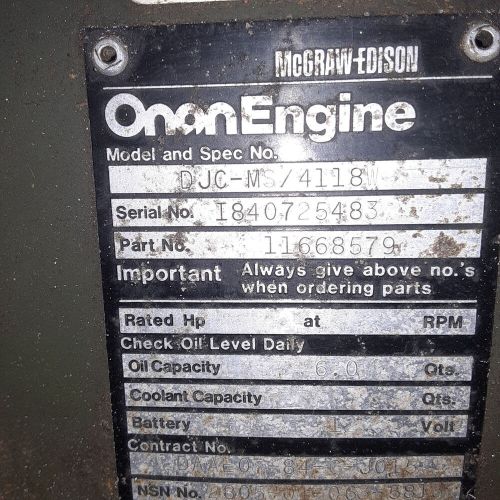 McGRAW-EDISON
Onan Engine
Model and Spec No.
DJC-MS/4118W
Serial No. I840725483
Part No. 11668579
Important Always give above no.'s
when ordering parts
Rated Hp at RPM
Check Oil Level Daily
Oil Capacity 6.0 Qts.
Coolant Capacity Qts.
Battery Volt
Contract No.
NSN No.